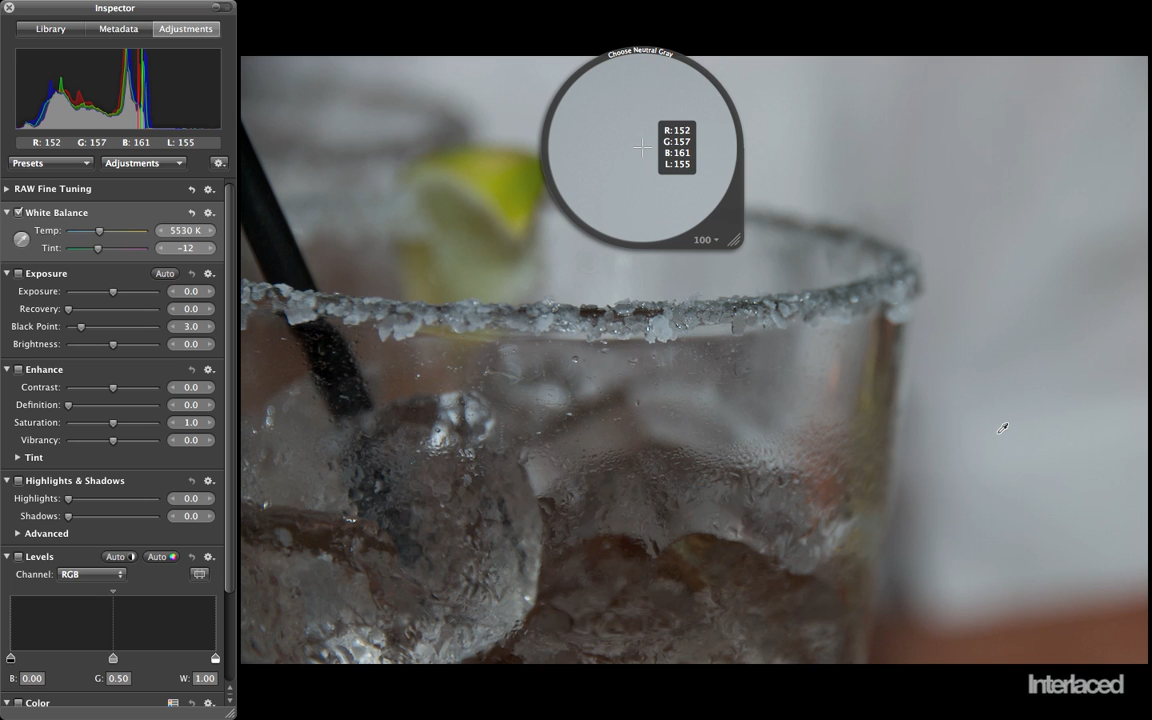 Inspector
Library Metadata Adjustments
R: 152 G: 157 B: 161 L: 155
Presets Adjustments
RAW Fine Tuning
White Balance
Temp: 5530 K
Tint: -12
Exposure Auto
Exposure: 0.0
Recovery: 0.0
Black Point: 3.0
Brightness: 0.0
Enhance
Contrast: 0.0
Definition: 0.0
Saturation: 1.0
Vibrancy: 0.0
Tint
Highlights & Shadows
Highlights: 0.0
Shadows: 0.0
Advanced
Levels Auto Auto
Channel: RGB
B: 0.00 G: 0.50 W: 1.00
Color
Choose Neutral Gray
R:152
G:157
B:161
L:155
100
Interlaced